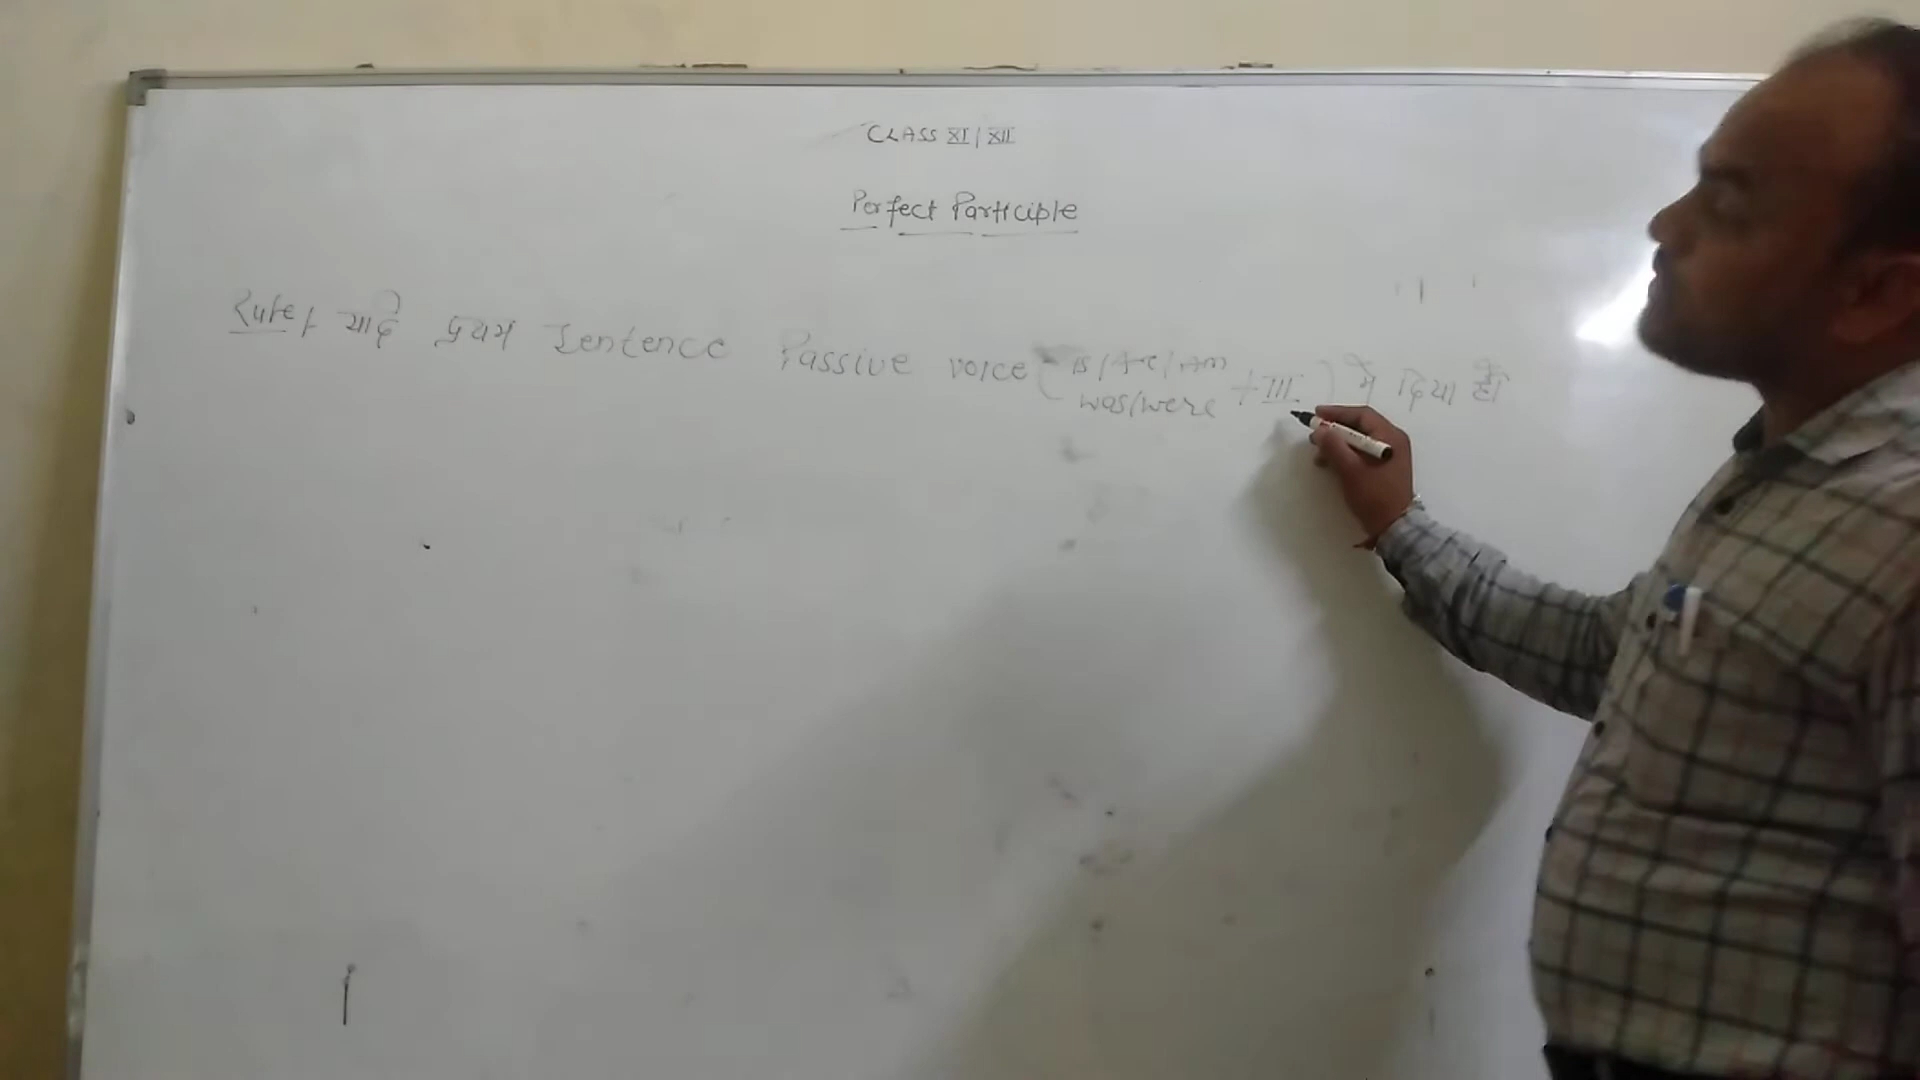 CLASS XI / XII
Perfect Participle
Rule 1 यदि प्रथम Sentence Passive voice ( is / Are / Am + III ) में दिया हो
was/were